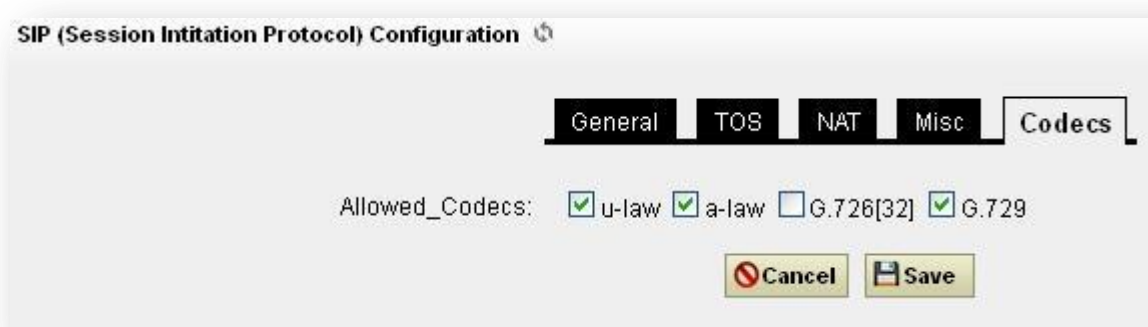 SIP (Session Intitation Protocol) Configuration
General TOS NAT Misc Codecs
Allowed_Codecs: u-law a-law G.726[32] G.729
Cancel Save